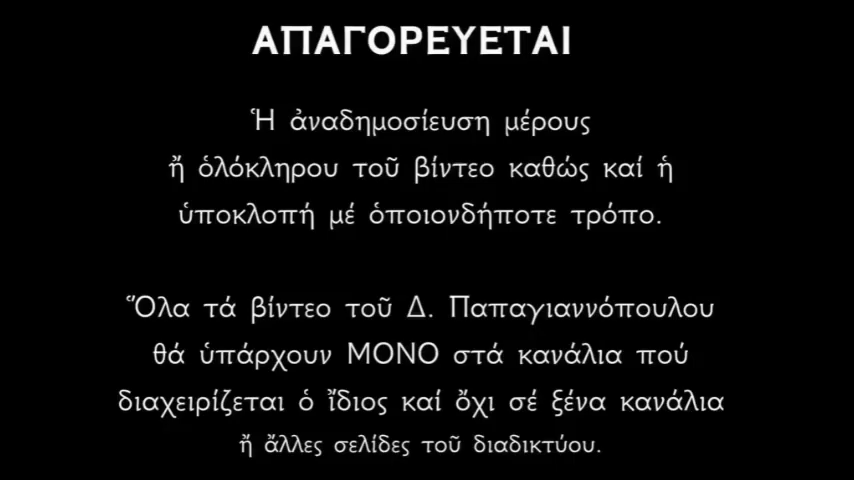 ΑΠΑΓΟΡΕΥΕΤΑΙ
Ἡ ἀναδημοσίευση μέρους
ἤ ὁλόκληρου τοῦ βίντεο καθώς καί ἡ
ὑποκλοπή μέ ὁποιονδήποτε τρόπο.
Ὅλα τά βίντεο τοῦ Δ. Παπαγιαννόπουλου
θά ὑπάρχουν ΜΟΝΟ στά κανάλια πού
διαχειρίζεται ὁ ἴδιος καί ὄχι σέ ξένα κανάλια
ἤ ἄλλες σελίδες τοῦ διαδικτύου.